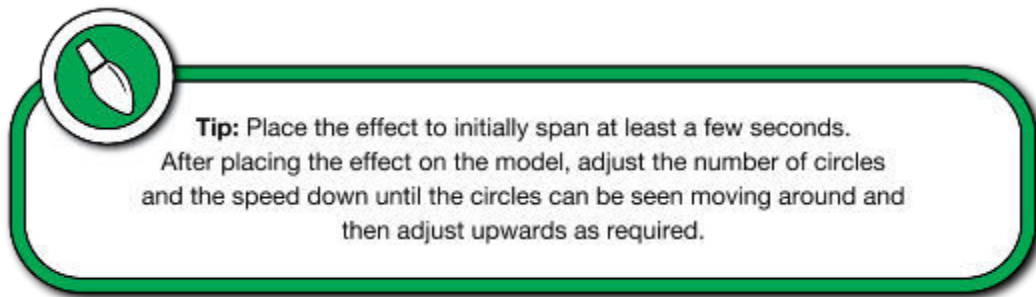 Tip: Place the effect to initially span at least a few seconds.
After placing the effect on the model, adjust the number of circles
and the speed down until the circles can be seen moving around and
then adjust upwards as required.